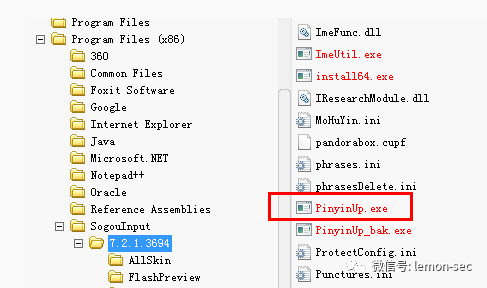 Program Files
Program Files (x86)
360
Common Files
Foxit Software
Google
Internet Explorer
Java
Microsoft.NET
Notepad++
Oracle
Reference Assemblies
SogouInput
7.2.1.3694
AllSkin
FlashPreview
ImeFunc.dll
ImeUtil.exe
install64.exe
IResearchModule.dll
MoHuYin.ini
pandorabox.cupf
phrases.ini
phrasesDelete.ini
PinyinUp.exe
PinyinUp_bak.exe
ProtectConfig.ini
Punctures.ini
微信号: lemon-sec